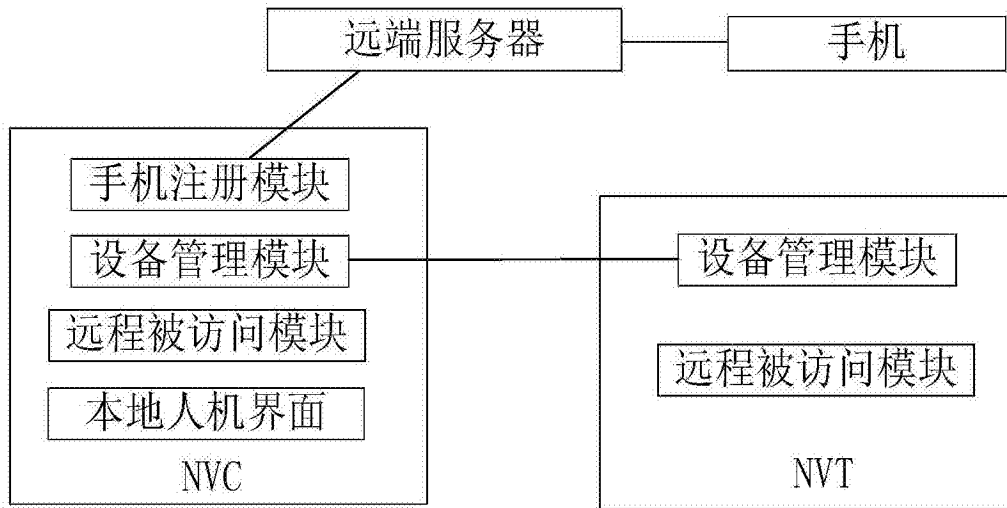 远端服务器
手机
手机注册模块
设备管理模块
远程被访问模块
本地人机界面
NVC
设备管理模块
远程被访问模块
NVT